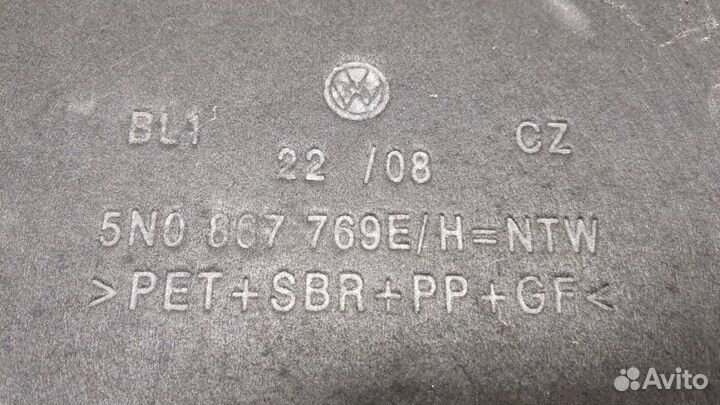 BL1 CZ
22 /08
5N0 867 769E/H=NTW
>PET+SBR+PP+GF<
Avito